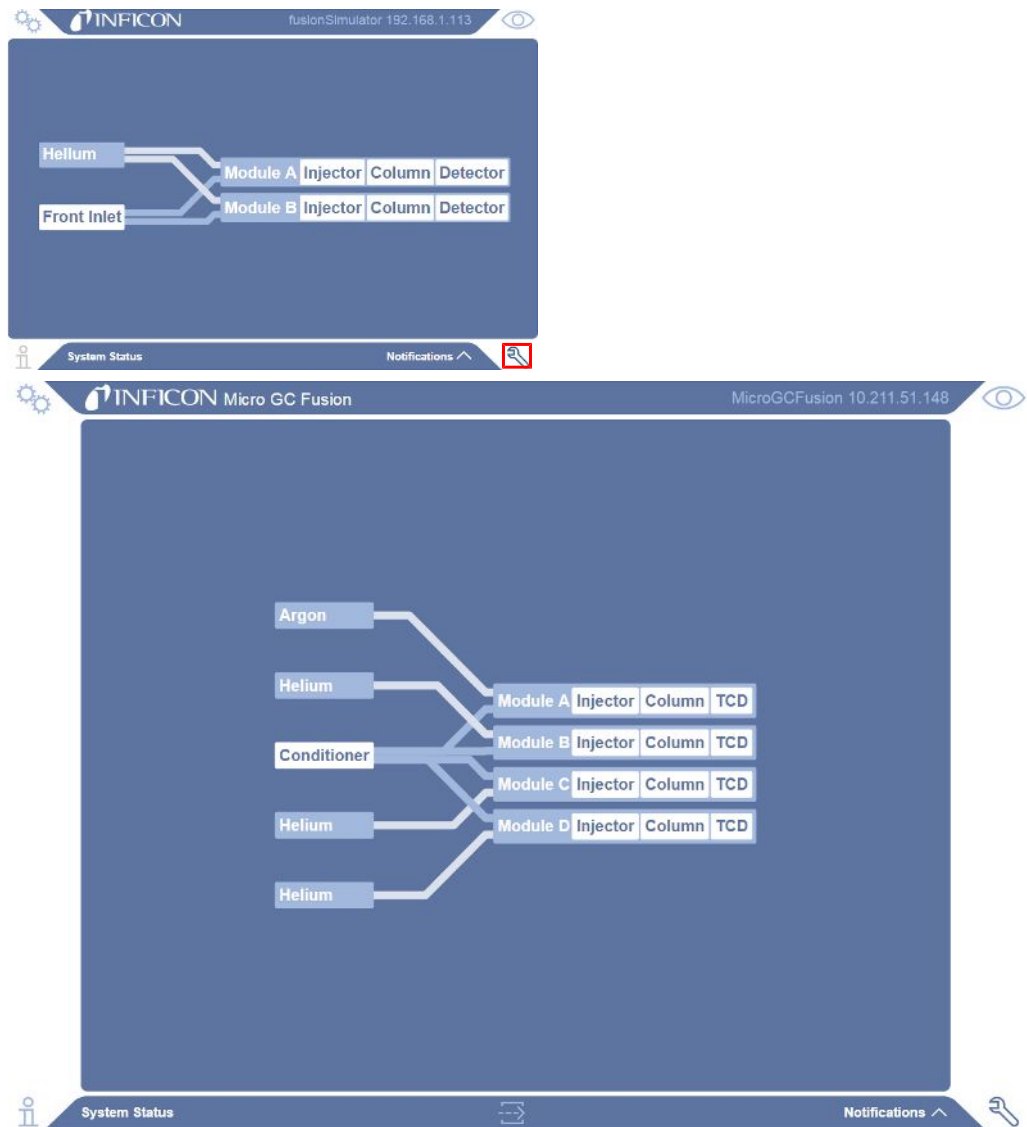 INFICON fusionSimulator 192.168.1.113
Helium
Module A Injector Column Detector
Module B Injector Column Detector
Front Inlet
System Status Notifications
INFICON Micro GC Fusion MicroGCFusion 10.211.51.148
Argon
Helium
Module A Injector Column TCD
Module B Injector Column TCD
Conditioner
Module C Injector Column TCD
Helium
Module D Injector Column TCD
Helium
System Status Notifications